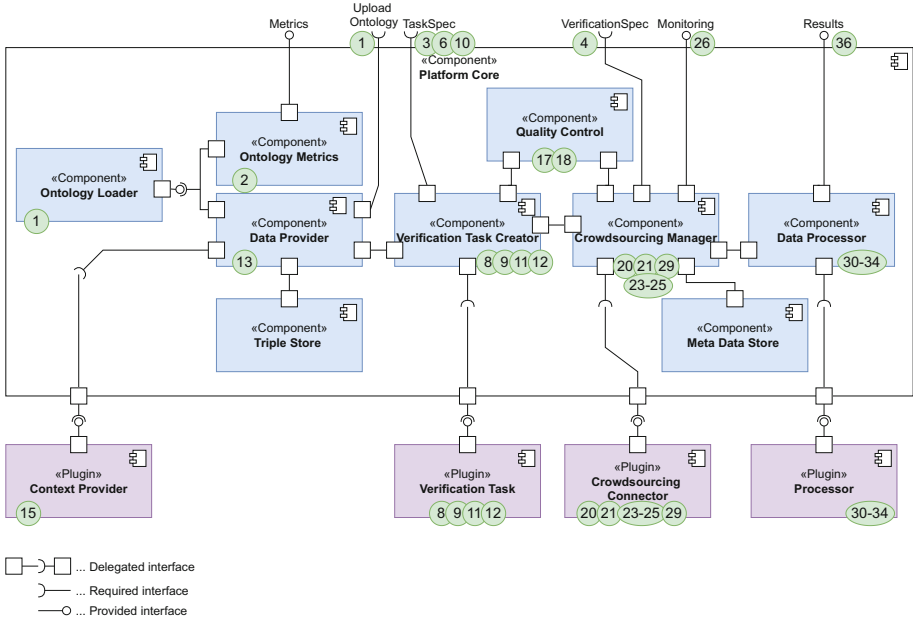 Metrics
Upload
Ontology
TaskSpec
VerificationSpec
Monitoring
Results
1
3 6 10
4
26
36
«Component»
Platform Core
«Component»
Quality Control
17 18
«Component»
Ontology Metrics
2
«Component»
Ontology Loader
1
«Component»
Data Provider
13
«Component»
Verification Task Creator
8 9 11 12
«Component»
Crowdsourcing Manager
20 21 29
23-25
«Component»
Data Processor
30-34
«Component»
Triple Store
«Component»
Meta Data Store
«Plugin»
Context Provider
15
«Plugin»
Verification Task
8 9 11 12
«Plugin»
Crowdsourcing
Connector
20 21 23-25 29
«Plugin»
Processor
30-34
... Delegated interface
... Required interface
... Provided interface